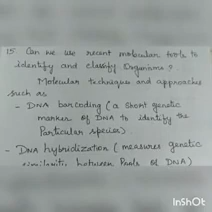 15. Can we we recent molecular tools to
identify and classify Organisms?
Molecular technique and approaches
such as
- DNA barcoding (a short genetic
marker of DNA to identify the
Particular species).
- DNA hybridization (measures genetic
similarity between Pools of DNA)
InShOt